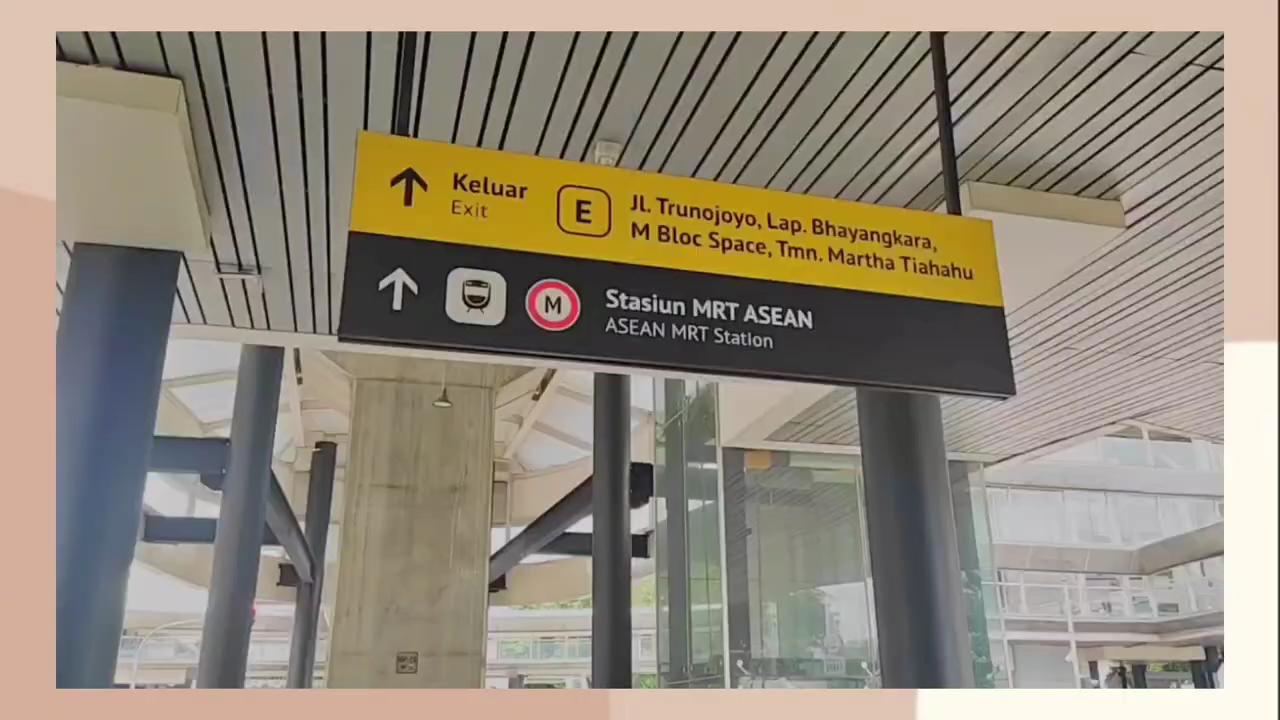 Keluar
Exit
E
Jl. Trunojoyo, Lap. Bhayangkara,
M Bloc Space, Tmn. Martha Tiahahu
M
Stasiun MRT ASEAN
ASEAN MRT Station